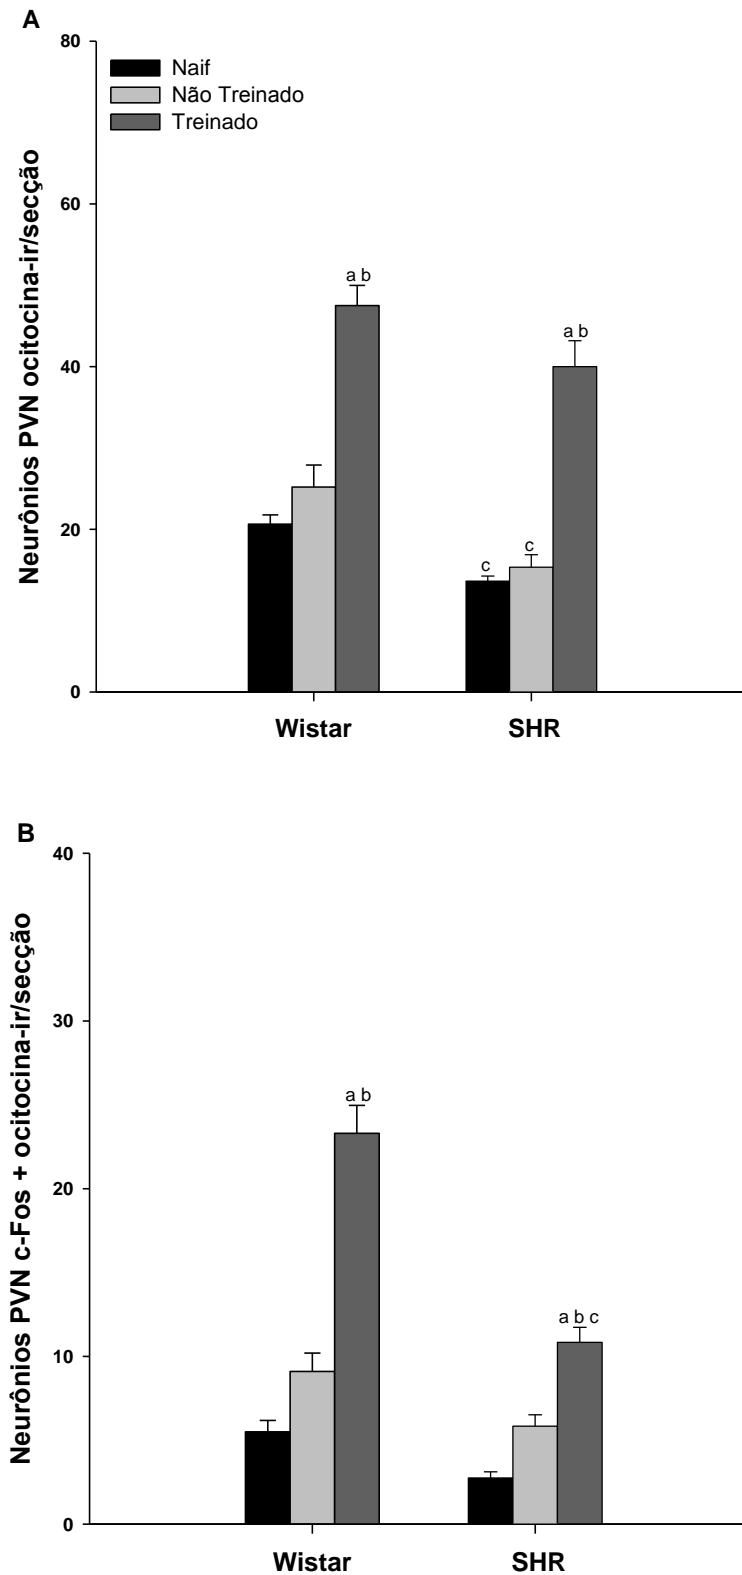 A
80
Naif
Não Treinado
Treinado
Neurônios PVN ocitocina-ir/secção
60
a b
a b
40
20
c
c
0
Wistar
SHR
B
40
Neurônios PVN c-Fos + ocitocina-ir/secção
30
a b
20
a b c
10
0
Wistar
SHR